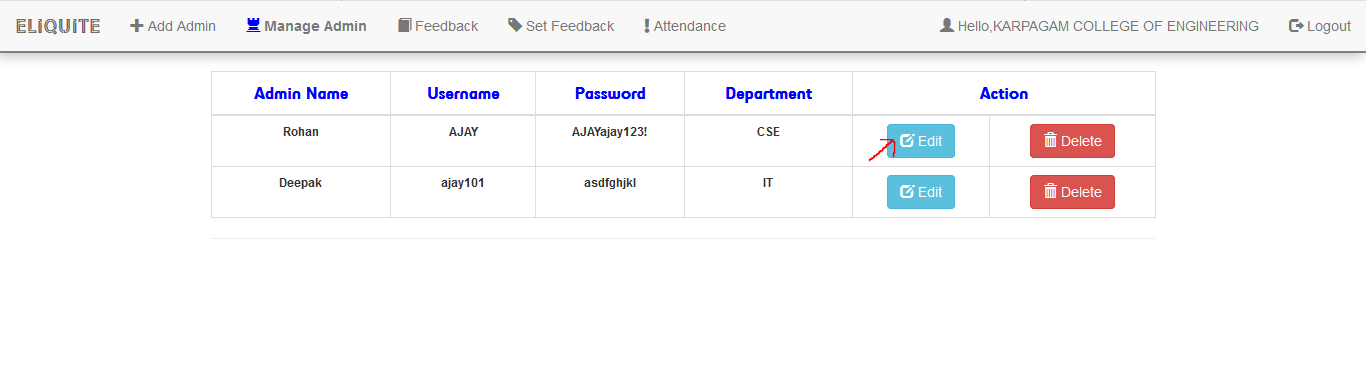 ELiQUiTE Add Admin Manage Admin Feedback Set Feedback Attendance Hello,KARPAGAM COLLEGE OF ENGINEERING Logout
Admin Name Username Password Department Action
Rohan AJAY AJAYajay123! CSE Edit Delete
Deepak ajay101 asdfghjkl IT Edit Delete